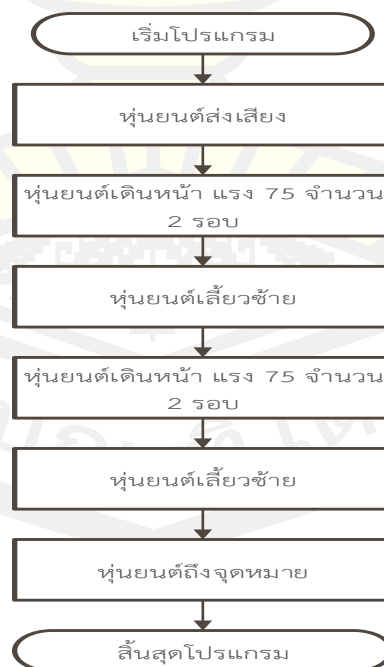 เริ่มโปรแกรม
หุ่นยนต์ส่งเสียง
หุ่นยนต์เดินหน้า แรง 75 จำนวน
2 รอบ
หุ่นยนต์เลี้ยวซ้าย
หุ่นยนต์เดินหน้า แรง 75 จำนวน
2 รอบ
หุ่นยนต์เลี้ยวซ้าย
หุ่นยนต์ถึงจุดหมาย
สิ้นสุดโปรแกรม